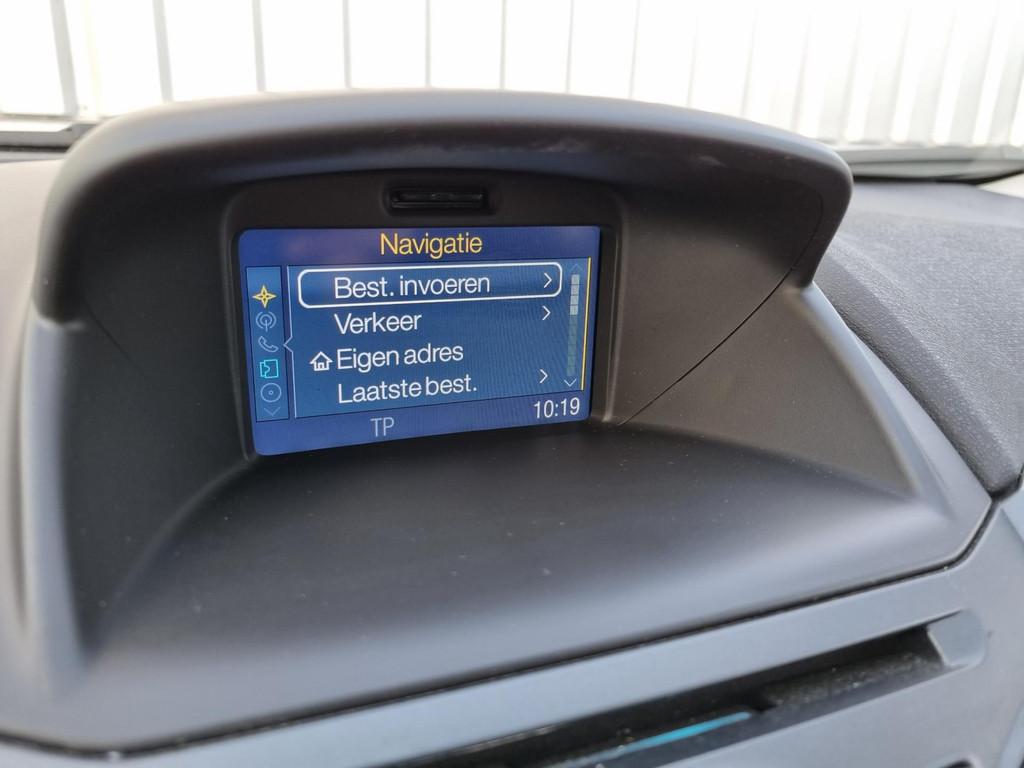 Navigatie
Best. invoeren
Verkeer
Eigen adres
Laatste best.
TP 10:19